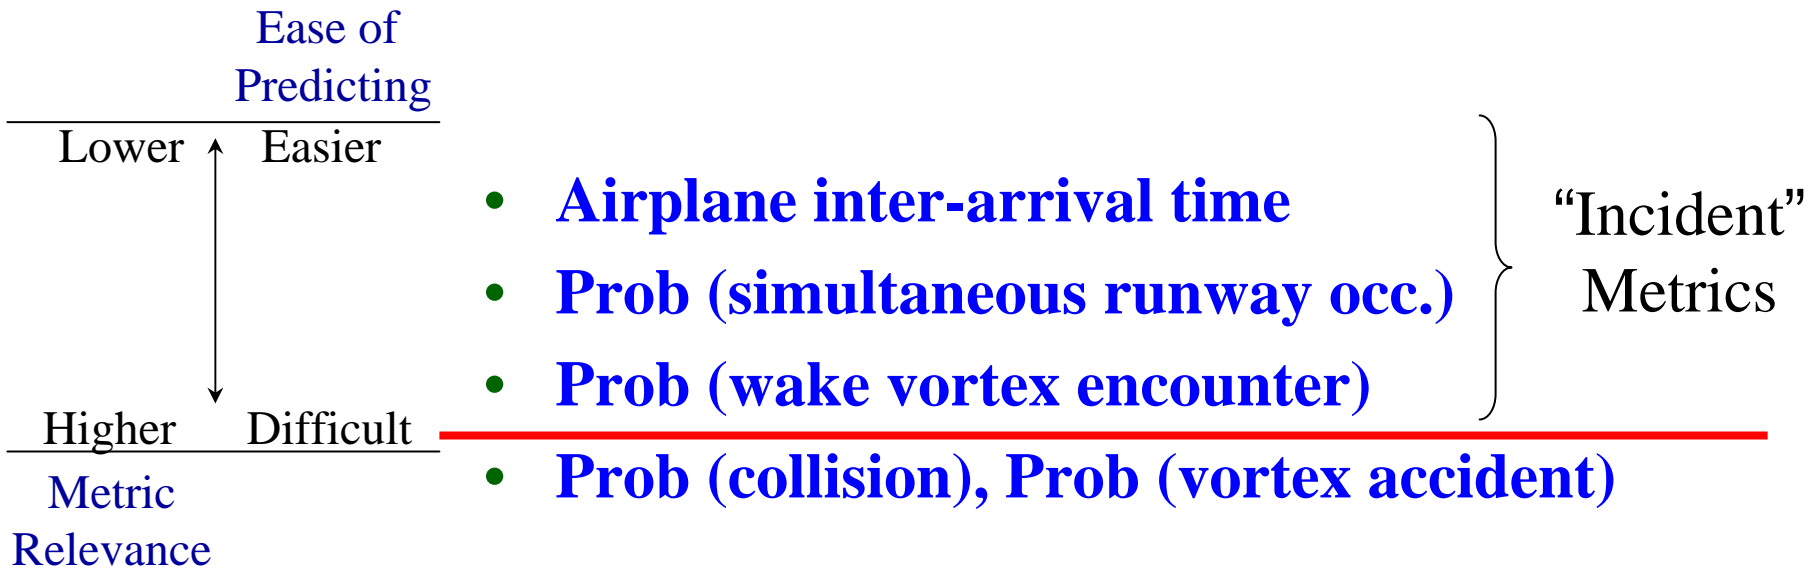 Ease of
Predicting
Lower Easier
• Airplane inter-arrival time
• Prob (simultaneous runway occ.)
• Prob (wake vortex encounter)
“Incident”
Metrics
Higher Difficult
• Prob (collision), Prob (vortex accident)
Metric
Relevance